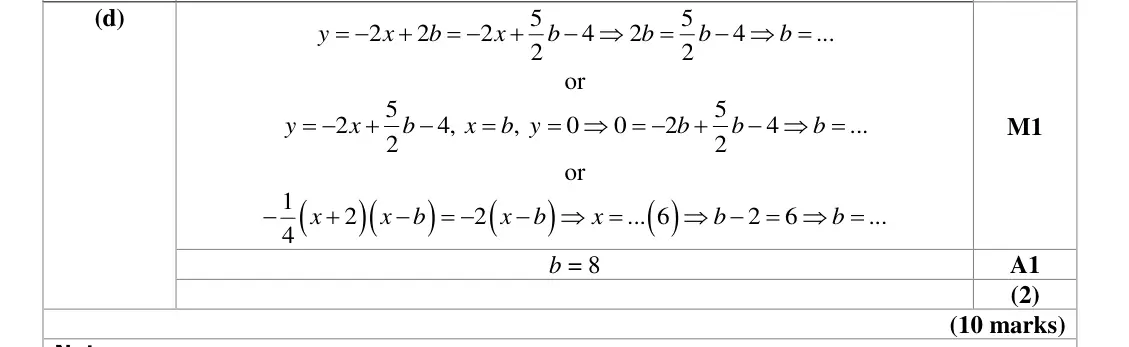 (d)
y = −2x + 2b = −2x + 5/2 b − 4 ⇒ 2b = 5/2 b − 4 ⇒ b = ...
or
y = −2x + 5/2 b − 4, x = b, y = 0 ⇒ 0 = −2b + 5/2 b − 4 ⇒ b = ...
M1
or
−1/4 (x + 2)(x − b) = −2(x − b) ⇒ x = ...(6) ⇒ b − 2 = 6 ⇒ b = ...
b = 8 A1
(2)
(10 marks)